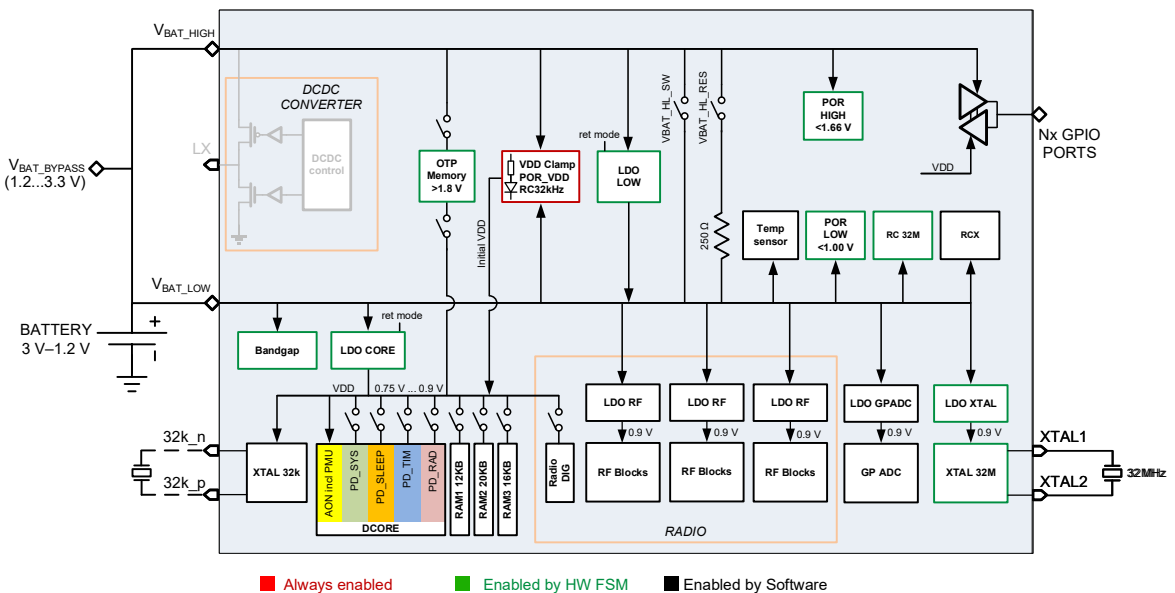 VBAT_HIGH
DCDC
CONVERTER
DCDC
control
LX
VBAT_BYPASS
(1.2...3.3 V)
OTP
Memory
>1.8 V
VDD Clamp
POR_VDD
RC32kHz
ret mode
LDO
LOW
VBAT_HL_SW
VBAT_HL_RES
POR
HIGH
<1.66 V
Nx GPIO
PORTS
VDD
Initial VDD
250 Ω
Temp
sensor
POR
LOW
<1.00 V
RC 32M
RCX
VBAT_LOW
BATTERY
3 V–1.2 V
+
Bandgap
LDO CORE
ret mode
VDD
0.75 V ... 0.9 V
LDO RF
LDO RF
LDO RF
LDO GPADC
LDO XTAL
0.9 V
0.9 V
0.9 V
0.9 V
0.9 V
32k_n
32k_p
XTAL 32k
AON incl PMU
PD_SYS
PD_SLEEP
PD_TIM
PD_RAD
DCORE
RAM1 12KB
RAM2 20KB
RAM3 16KB
Radio
DIG
RF Blocks
RF Blocks
RF Blocks
GP ADC
XTAL 32M
RADIO
XTAL1
XTAL2
32MHz
Always enabled
Enabled by HW FSM
Enabled by Software